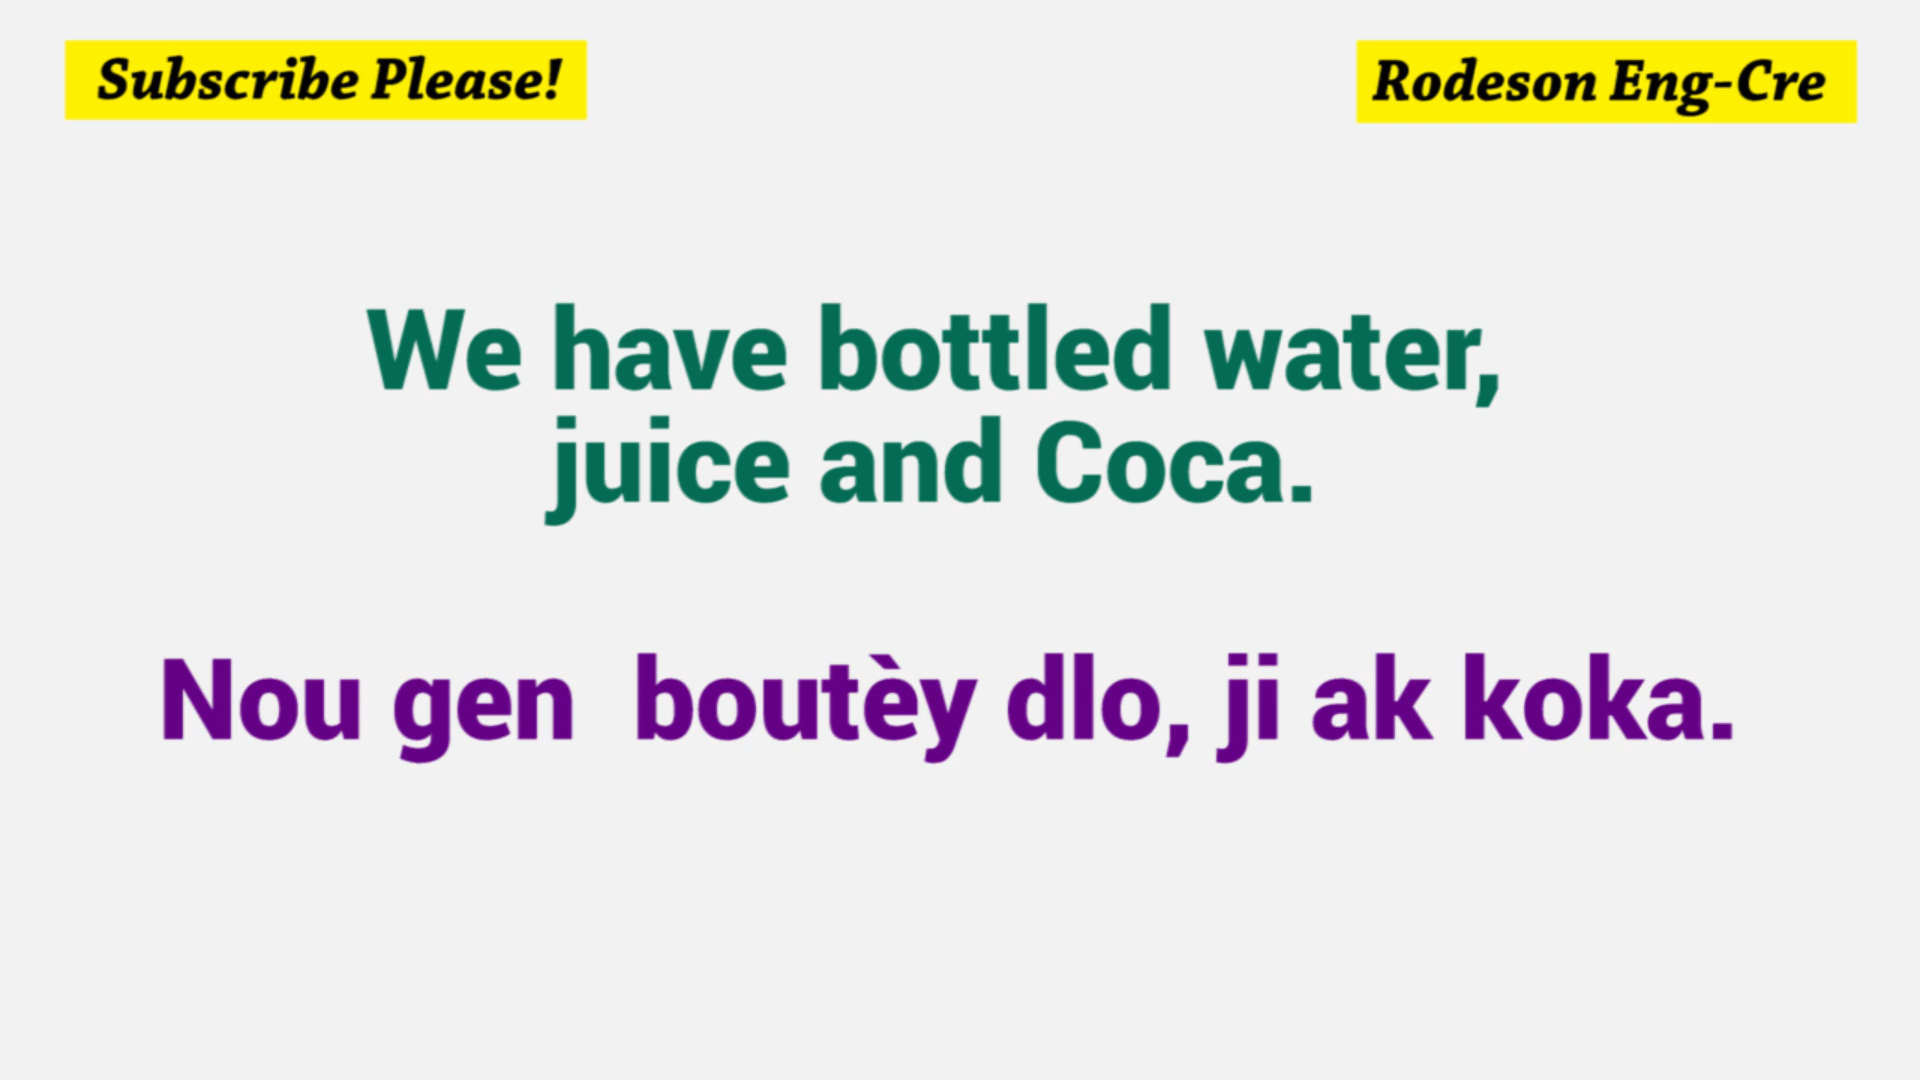 Subscribe Please!
Rodeson Eng-Cre
We have bottled water,
juice and Coca.
Nou gen  boutèy dlo, ji ak koka.